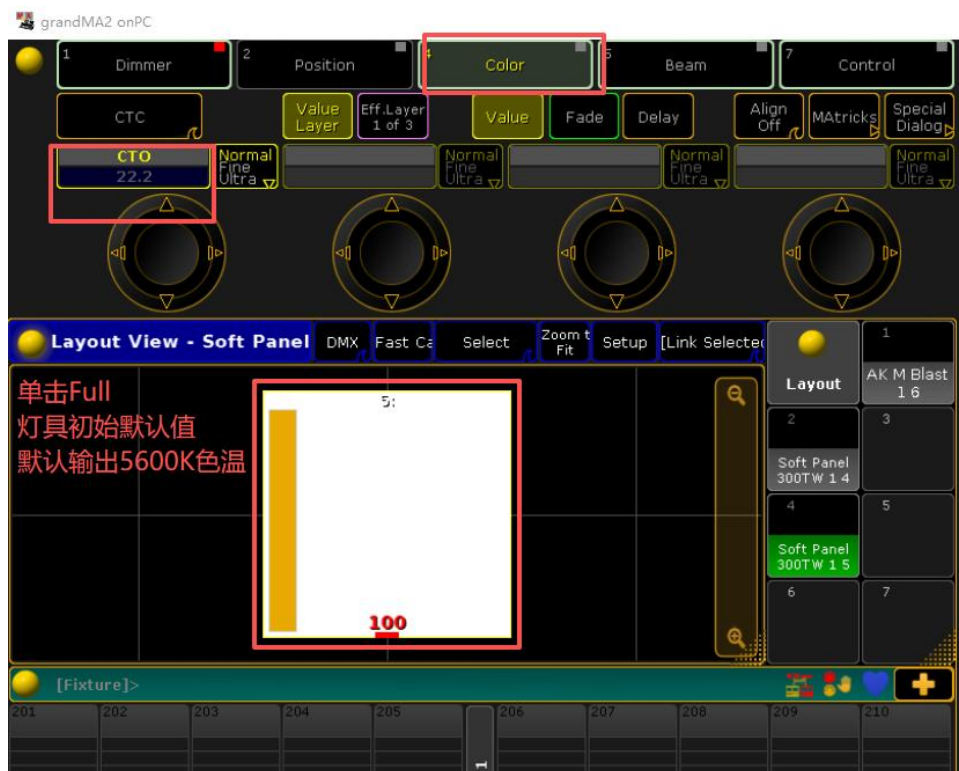 grandMA2 onPC
1 Dimmer
2 Position
4 Color
5 Beam
7 Control
CTC
Value Layer
Eff.Layer 1 of 3
Value
Fade
Delay
Align Off
MAtricks
Special Dialog
CTO
22.2
Normal
Fine
Ultra
Normal
Fine
Ultra
Normal
Fine
Ultra
Normal
Fine
Ultra
Layout View - Soft Panel
DMX
Fast Ca
Select
Zoom t
Fit
Setup
[Link Selected
单击Full
灯具初始默认值
默认输出5600K色温
5:
100
Layout
1
AK M Blast
1 6
2
Soft Panel
300TW 1 4
3
4
Soft Panel
300TW 1 5
5
6
7
[Fixture]>
201 202 203 204 205 206 207 208 209 210
1